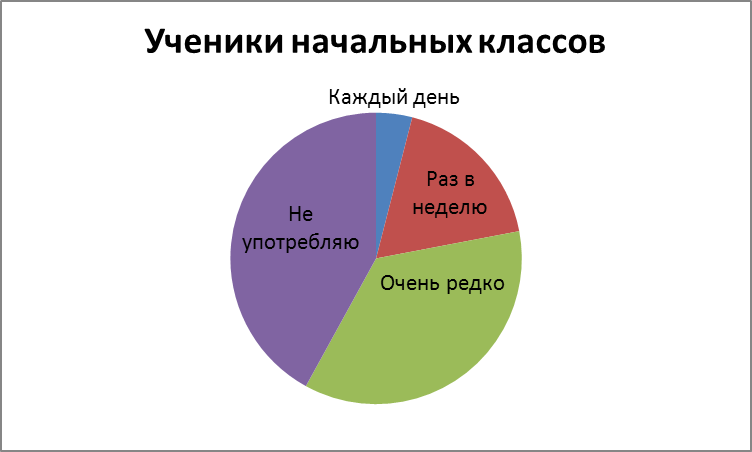 Ученики начальных классов
Каждый день
Раз в
неделю
Не
употребляю
Очень редко